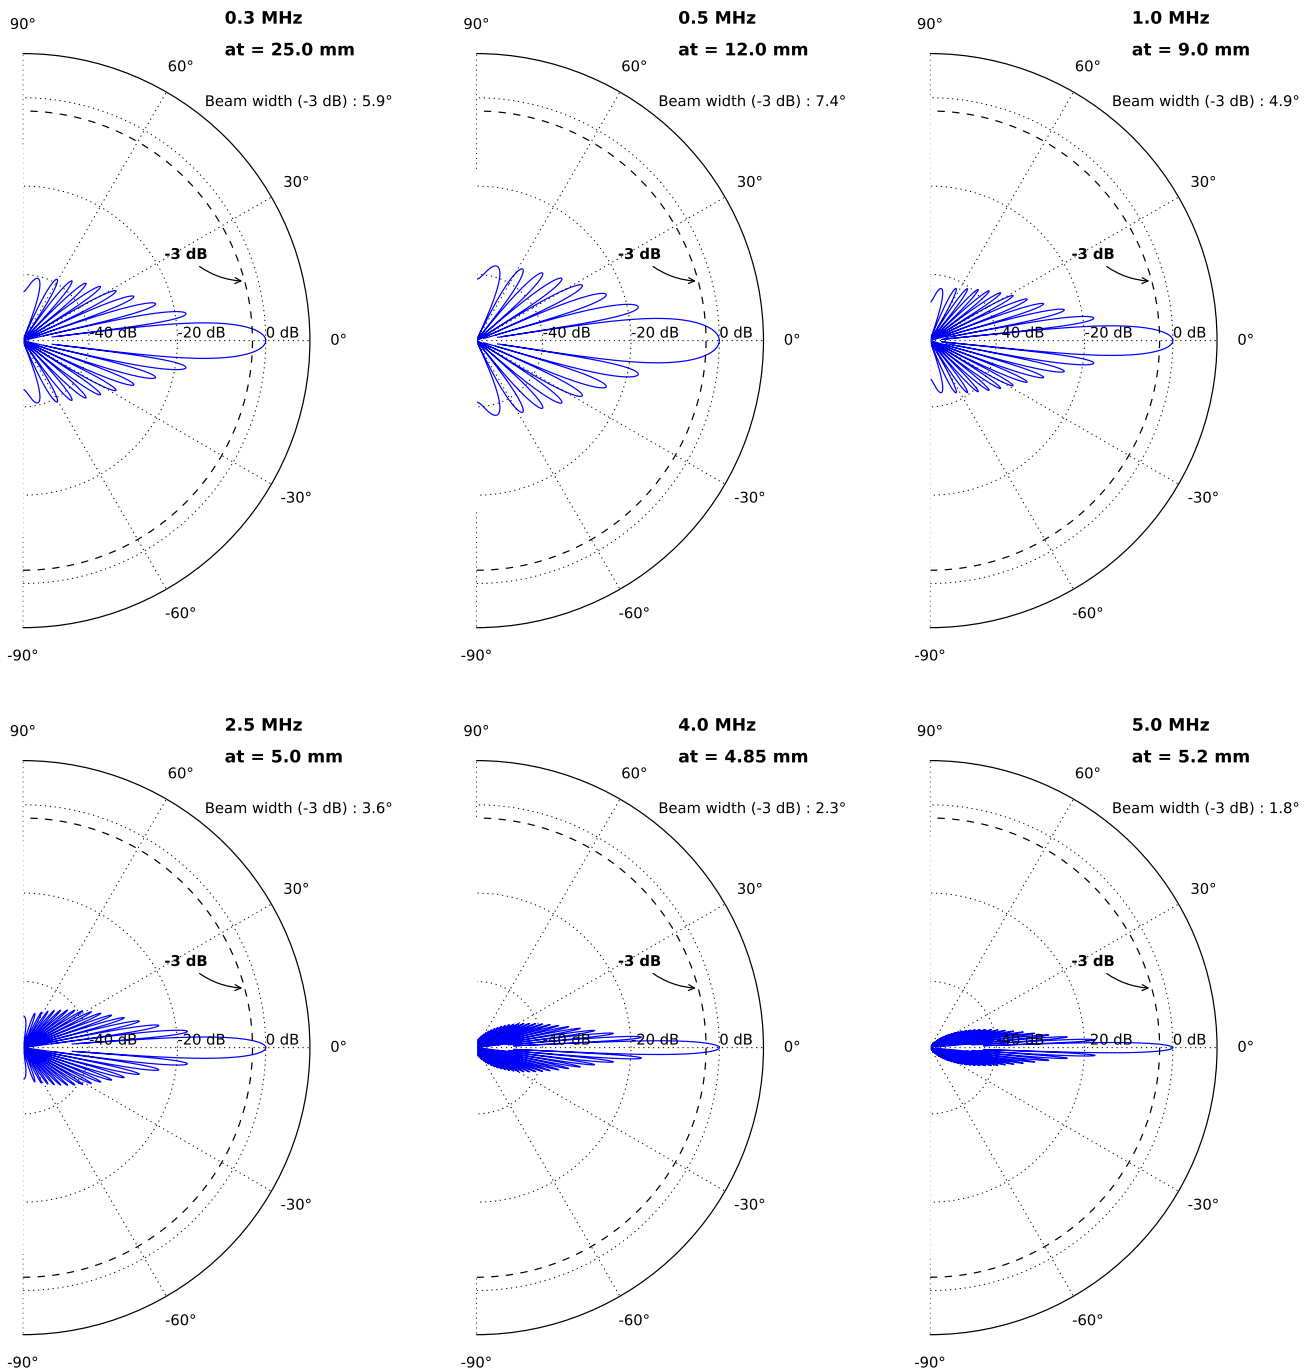 0.3 MHz
at = 25.0 mm
Beam width (-3 dB) : 5.9°
90°
60°
30°
-3 dB
-40 dB
-20 dB
0 dB
0°
-30°
-60°
-90°
0.5 MHz
at = 12.0 mm
Beam width (-3 dB) : 7.4°
90°
60°
30°
-3 dB
-40 dB
-20 dB
0 dB
0°
-30°
-60°
-90°
1.0 MHz
at = 9.0 mm
Beam width (-3 dB) : 4.9°
90°
60°
30°
-3 dB
-40 dB
-20 dB
0 dB
0°
-30°
-60°
-90°
2.5 MHz
at = 5.0 mm
Beam width (-3 dB) : 3.6°
90°
60°
30°
-3 dB
-40 dB
-20 dB
0 dB
0°
-30°
-60°
-90°
4.0 MHz
at = 4.85 mm
Beam width (-3 dB) : 2.3°
90°
60°
30°
-3 dB
-40 dB
-20 dB
0 dB
0°
-30°
-60°
-90°
5.0 MHz
at = 5.2 mm
Beam width (-3 dB) : 1.8°
90°
60°
30°
-3 dB
-40 dB
-20 dB
0 dB
0°
-30°
-60°
-90°